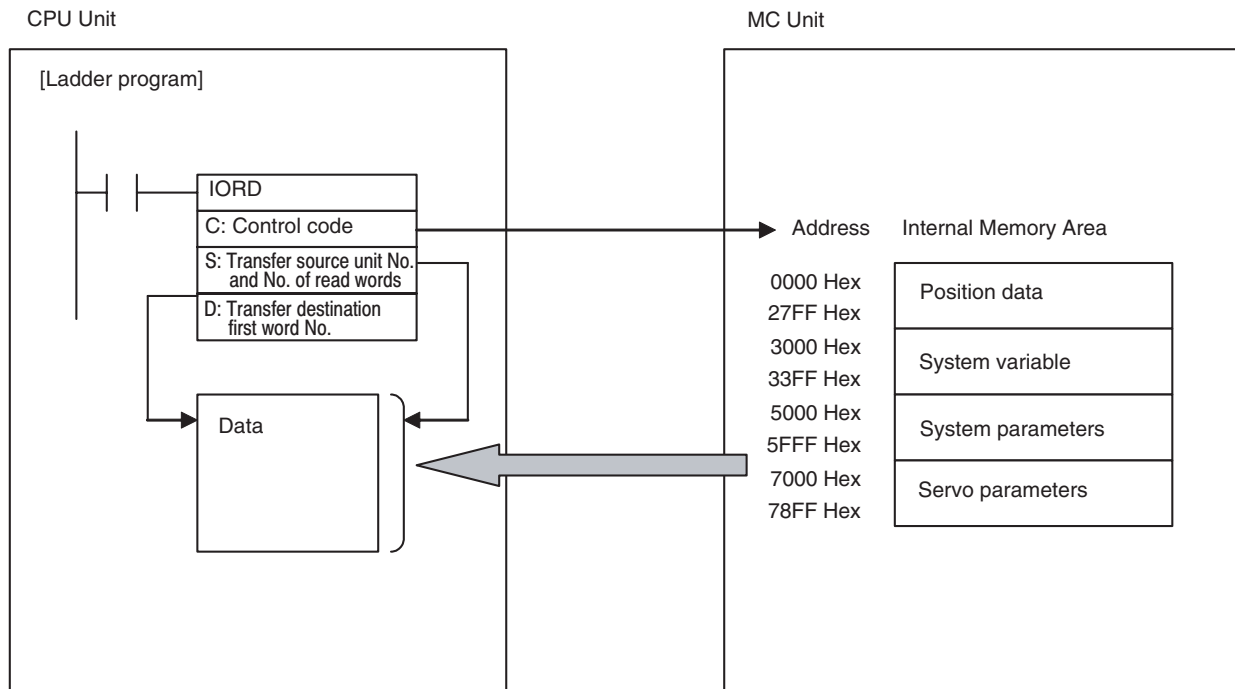 CPU Unit
MC Unit
[Ladder program]
IORD
C: Control code
S: Transfer source unit No.
and No. of read words
D: Transfer destination
first word No.
Data
Address Internal Memory Area
0000 Hex
27FF Hex
Position data
3000 Hex
33FF Hex
System variable
5000 Hex
5FFF Hex
System parameters
7000 Hex
78FF Hex
Servo parameters